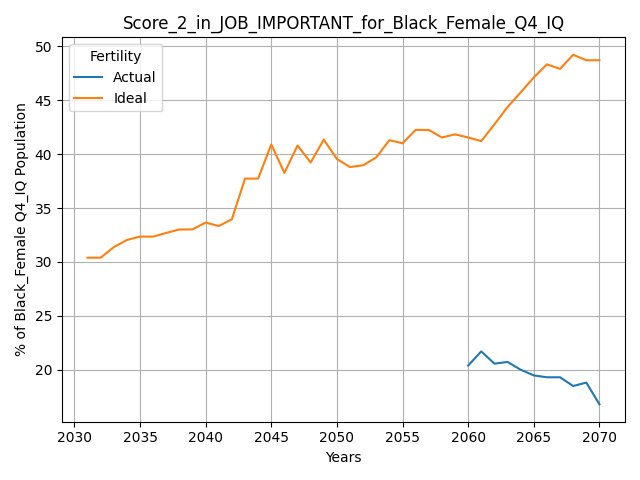 Score_2_in_JOB_IMPORTANT_for_Black_Female_Q4_IQ
Fertility
Actual
Ideal
% of Black_Female Q4_IQ Population
50
45
40
35
30
25
20
2030 2035 2040 2045 2050 2055 2060 2065 2070
Years